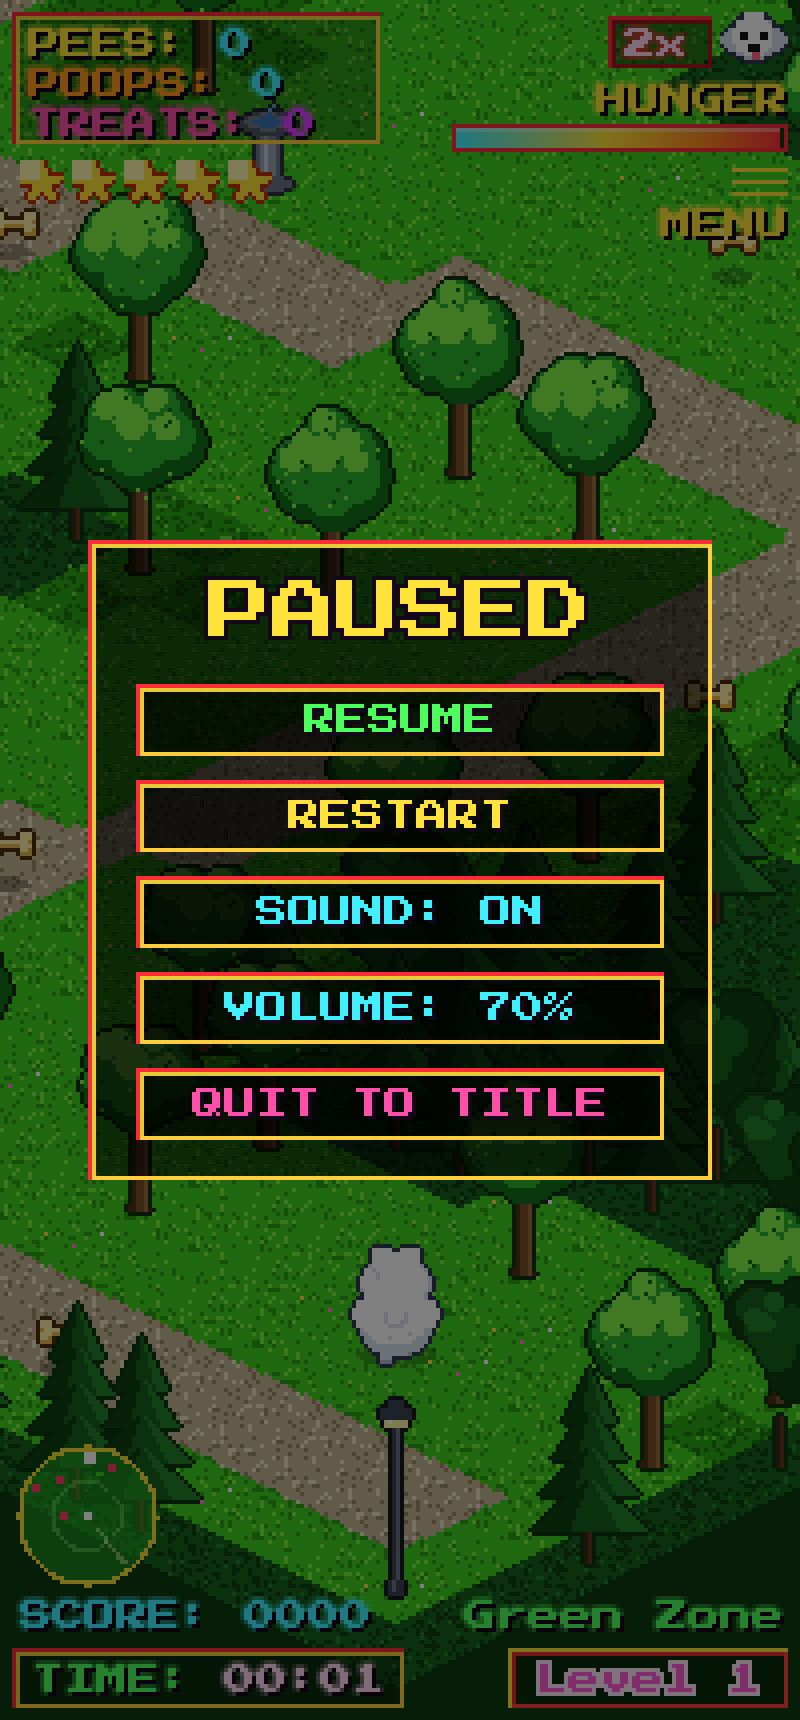 PEES: 0
2x
POOPS: 0
HUNGER
TREATS: 0
MENU
PAUSED
RESUME
RESTART
SOUND: ON
VOLUME: 70%
QUIT TO TITLE
SCORE: 0000
Green Zone
TIME: 00:01
Level 1